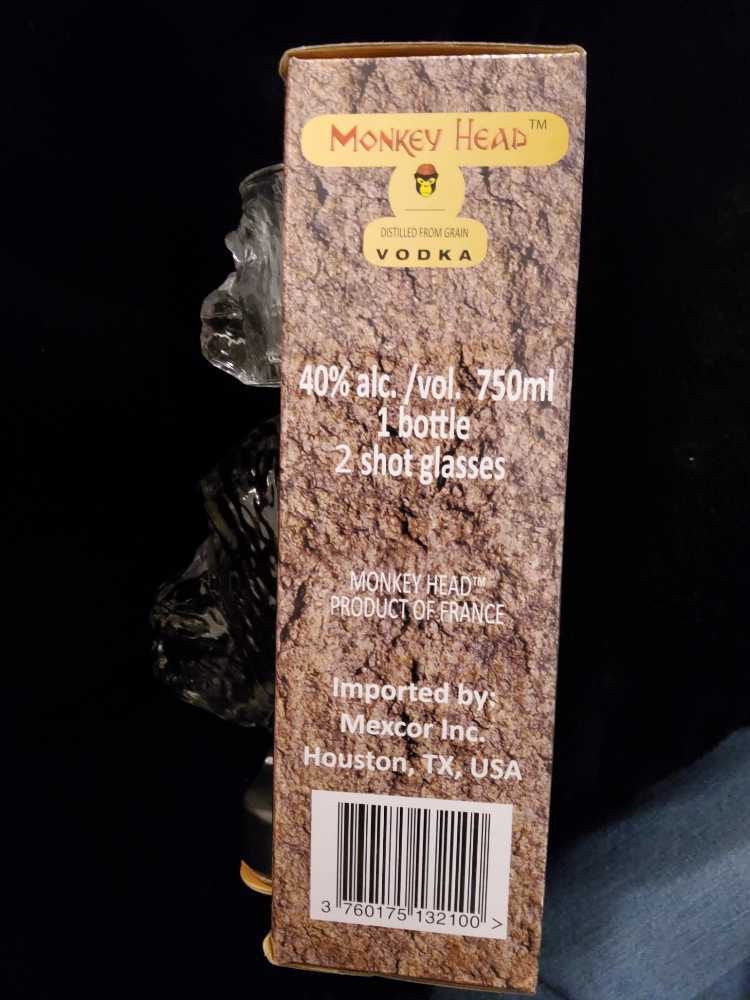 MONKEY HEAD™
DISTILLED FROM GRAIN
VODKA
40% alc. /vol. 750ml
1 bottle
2 shot glasses
MONKEY HEAD™
PRODUCT OF FRANCE
Imported by:
Mexcor Inc.
Houston, TX, USA
3 760175 132100 >